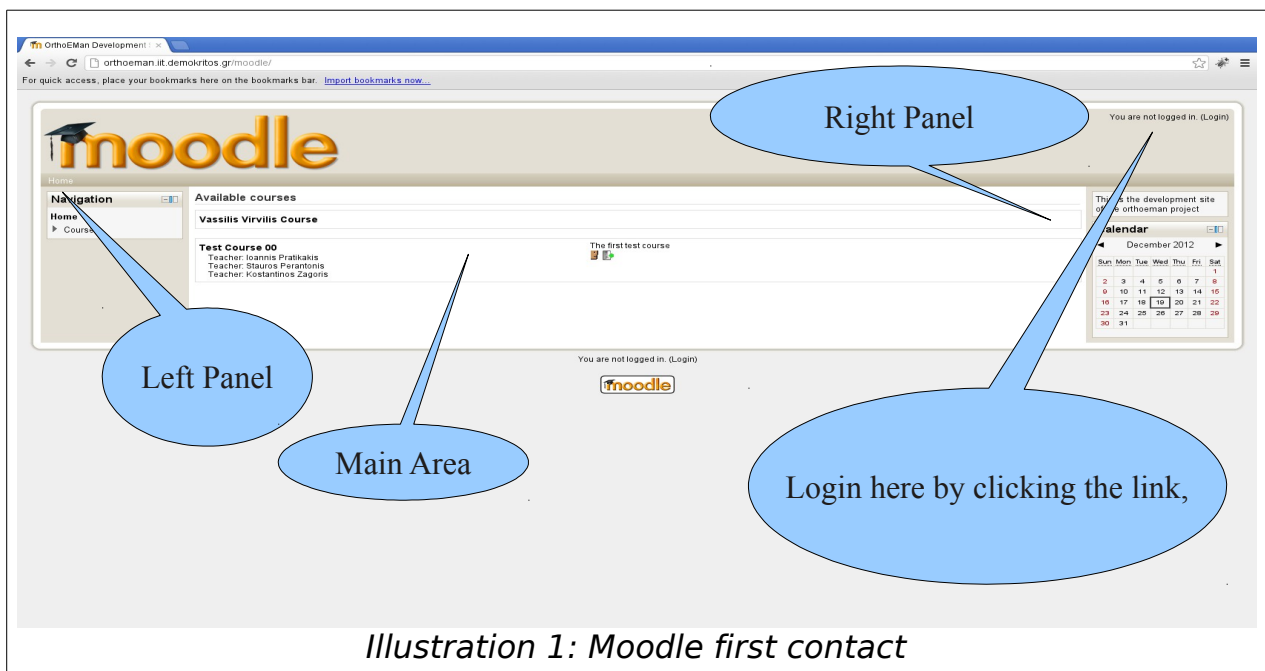 OrthoEMan Development
orthoeman.iit.demokritos.gr/moodle/
For quick access, place your bookmarks here on the bookmarks bar. Import bookmarks now...
Right Panel
You are not logged in. (Login)
moodle
Home
Navigation
Home
Available courses
Vassilis Virvilis Course
Test Course 00
Teacher: Ioannis Pratikakis
Teacher: Stauros Perantonis
Teacher: Kostantinos Zagoris
The first test course
the development site
orthoeman project
December 2012
Sun Mon Tue Wed Thu Fri Sat
1
2 3 4 5 6 7 8
9 10 11 12 13 14 15
16 17 18 19 20 21 22
23 24 25 26 27 28 29
30 31
Left Panel
Main Area
You are not logged in. (Login)
moodle
Login here by clicking the link,
Illustration 1: Moodle first contact